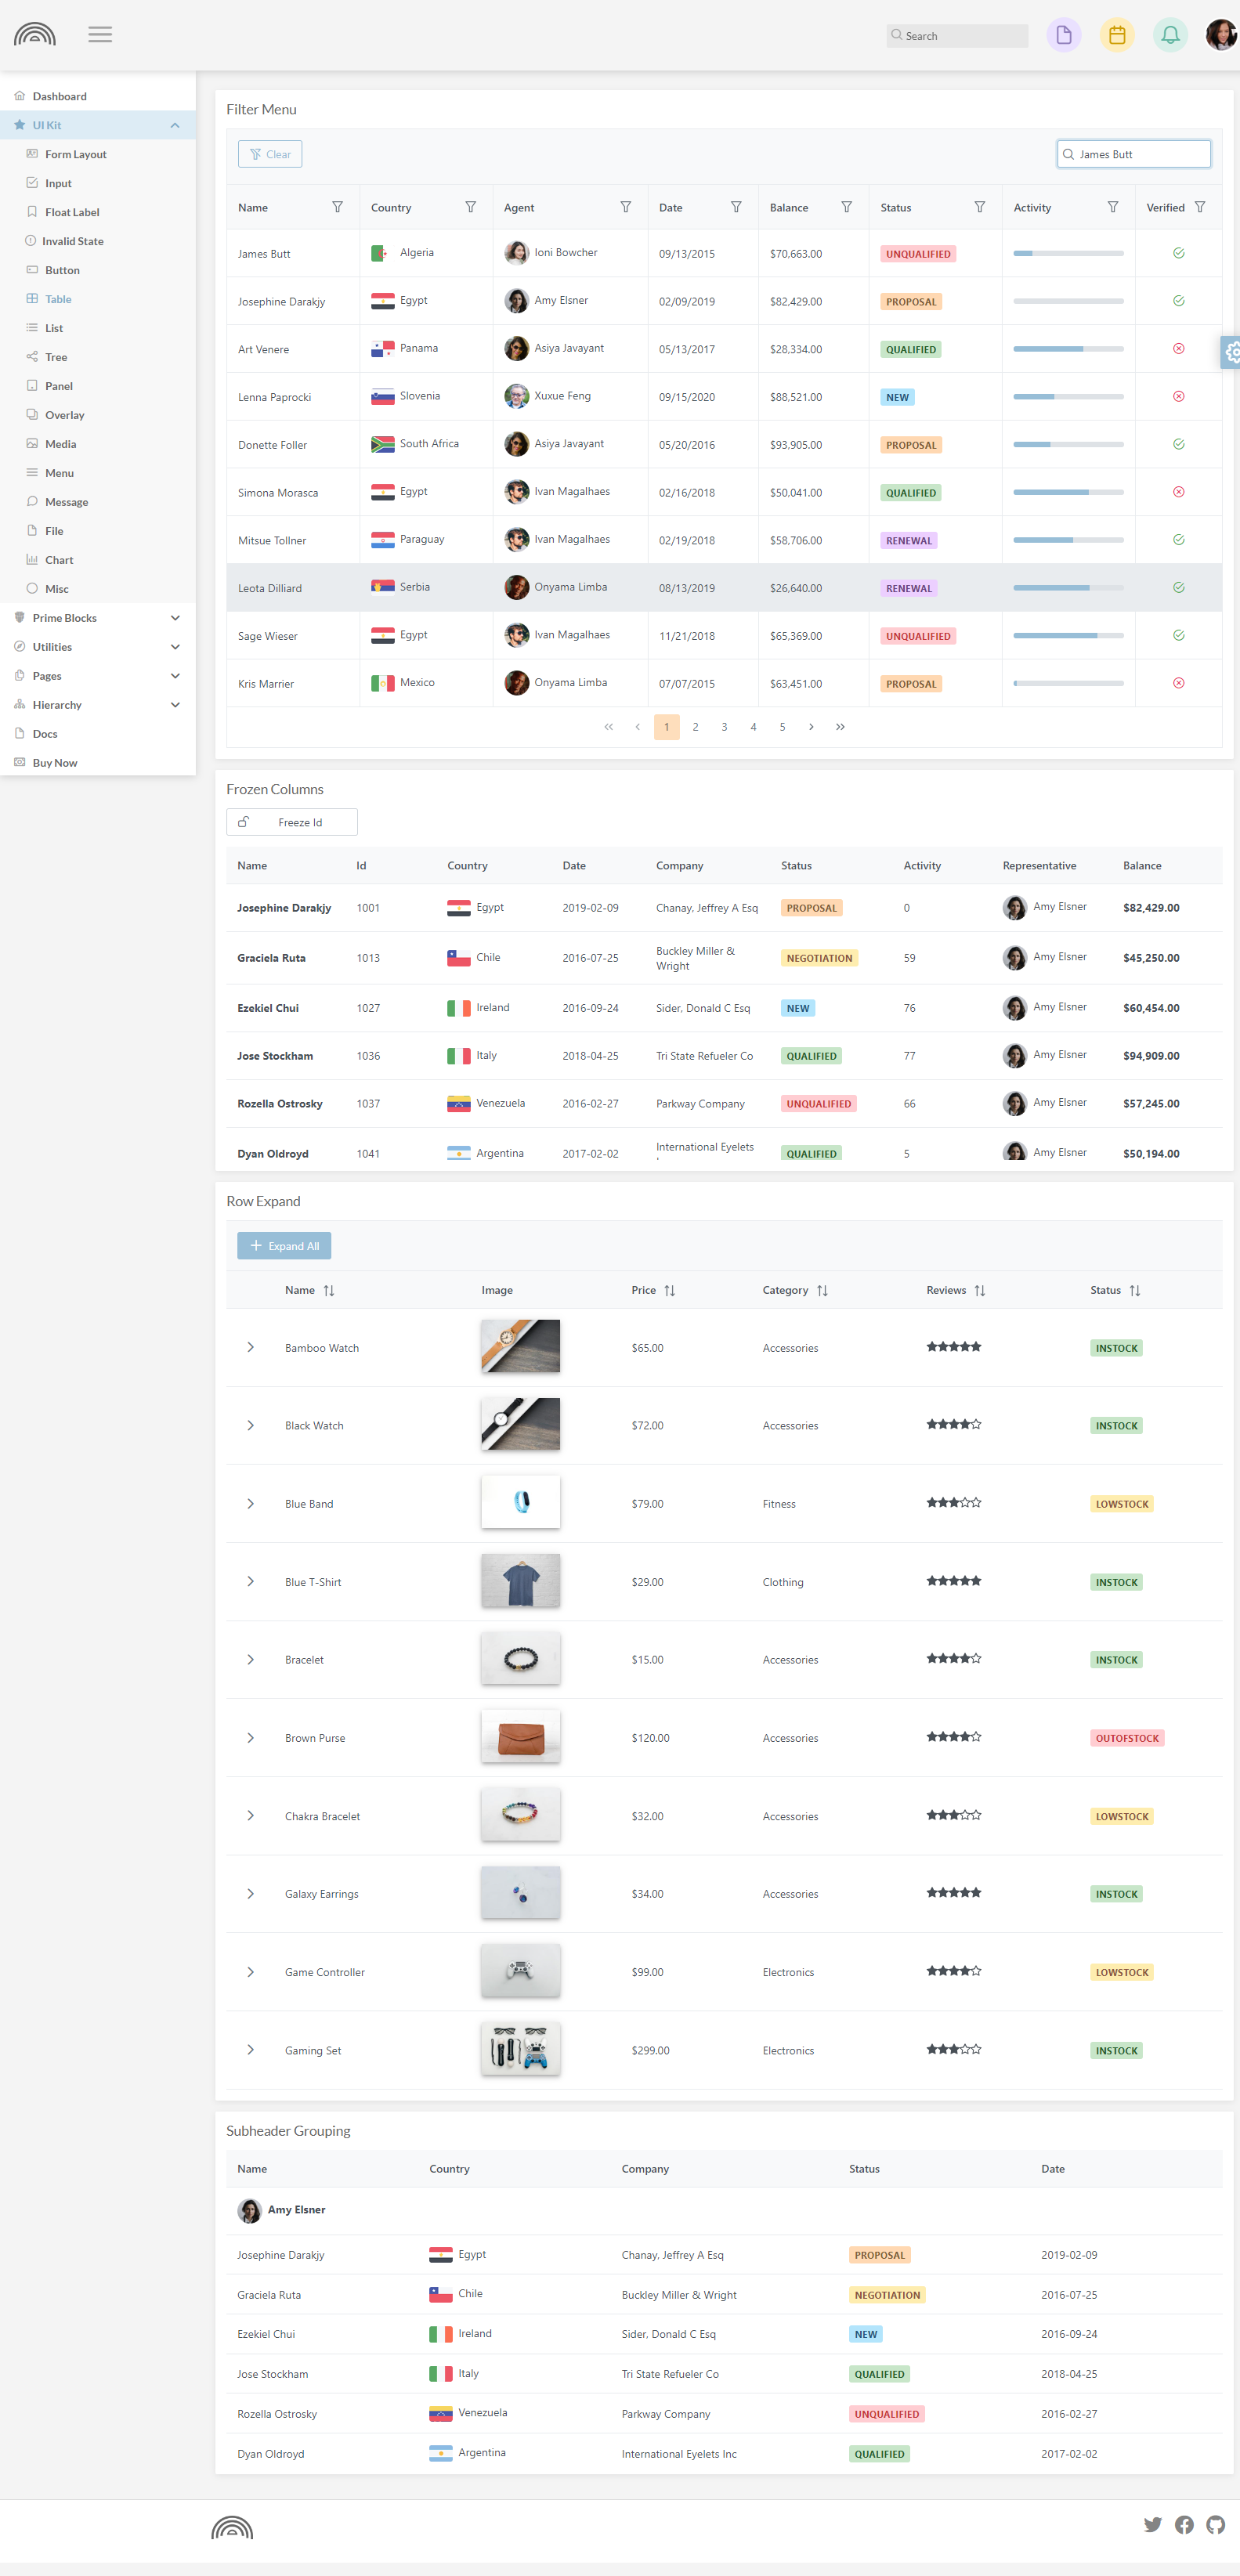 Search
Dashboard
UI Kit
Form Layout
Input
Float Label
Invalid State
Button
Table
List
Tree
Panel
Overlay
Media
Menu
Message
File
Chart
Misc
Prime Blocks
Utilities
Pages
Hierarchy
Docs
Buy Now
Filter Menu
Clear
James Butt
Name Country Agent Date Balance Status Activity Verified
James Butt Algeria Ioni Bowcher 09/13/2015 $70,663.00 UNQUALIFIED
Josephine Darakjy Egypt Amy Elsner 02/09/2019 $82,429.00 PROPOSAL
Art Venere Panama Asiya Javayant 05/13/2017 $28,334.00 QUALIFIED
Lenna Paprocki Slovenia Xuxue Feng 09/15/2020 $88,521.00 NEW
Donette Foller South Africa Asiya Javayant 05/20/2016 $93,905.00 PROPOSAL
Simona Morasca Egypt Ivan Magalhaes 02/16/2018 $50,041.00 QUALIFIED
Mitsue Tollner Paraguay Ivan Magalhaes 02/19/2018 $58,706.00 RENEWAL
Leota Dilliard Serbia Onyama Limba 08/13/2019 $26,640.00 RENEWAL
Sage Wieser Egypt Ivan Magalhaes 11/21/2018 $65,369.00 UNQUALIFIED
Kris Marrier Mexico Onyama Limba 07/07/2015 $63,451.00 PROPOSAL
1 2 3 4 5
Frozen Columns
Freeze Id
Name Id Country Date Company Status Activity Representative Balance
Josephine Darakjy 1001 Egypt 2019-02-09 Chanay, Jeffrey A Esq PROPOSAL 0 Amy Elsner $82,429.00
Graciela Ruta 1013 Chile 2016-07-25 Buckley Miller & Wright NEGOTIATION 59 Amy Elsner $45,250.00
Ezekiel Chui 1027 Ireland 2016-09-24 Sider, Donald C Esq NEW 76 Amy Elsner $60,454.00
Jose Stockham 1036 Italy 2018-04-25 Tri State Refueler Co QUALIFIED 77 Amy Elsner $94,909.00
Rozella Ostrosky 1037 Venezuela 2016-02-27 Parkway Company UNQUALIFIED 66 Amy Elsner $57,245.00
Dyan Oldroyd 1041 Argentina 2017-02-02 International Eyelets QUALIFIED 5 Amy Elsner $50,194.00
Row Expand
Expand All
Name Image Price Category Reviews Status
Bamboo Watch $65.00 Accessories INSTOCK
Black Watch $72.00 Accessories INSTOCK
Blue Band $79.00 Fitness LOWSTOCK
Blue T-Shirt $29.00 Clothing INSTOCK
Bracelet $15.00 Accessories INSTOCK
Brown Purse $120.00 Accessories OUTOFSTOCK
Chakra Bracelet $32.00 Accessories LOWSTOCK
Galaxy Earrings $34.00 Accessories INSTOCK
Game Controller $99.00 Electronics LOWSTOCK
Gaming Set $299.00 Electronics INSTOCK
Subheader Grouping
Name Country Company Status Date
Amy Elsner
Josephine Darakjy Egypt Chanay, Jeffrey A Esq PROPOSAL 2019-02-09
Graciela Ruta Chile Buckley Miller & Wright NEGOTIATION 2016-07-25
Ezekiel Chui Ireland Sider, Donald C Esq NEW 2016-09-24
Jose Stockham Italy Tri State Refueler Co QUALIFIED 2018-04-25
Rozella Ostrosky Venezuela Parkway Company UNQUALIFIED 2016-02-27
Dyan Oldroyd Argentina International Eyelets Inc QUALIFIED 2017-02-02